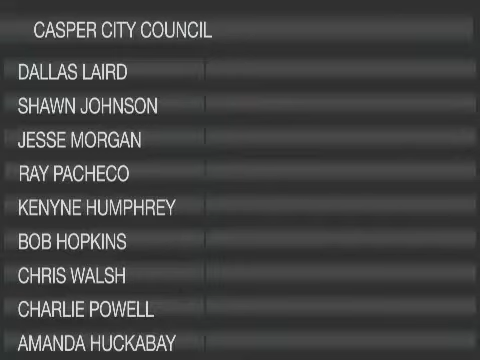 CASPER CITY COUNCIL
DALLAS LAIRD
SHAWN JOHNSON
JESSE MORGAN
RAY PACHECO
KENYNE HUMPHREY
BOB HOPKINS
CHRIS WALSH
CHARLIE POWELL
AMANDA HUCKABAY